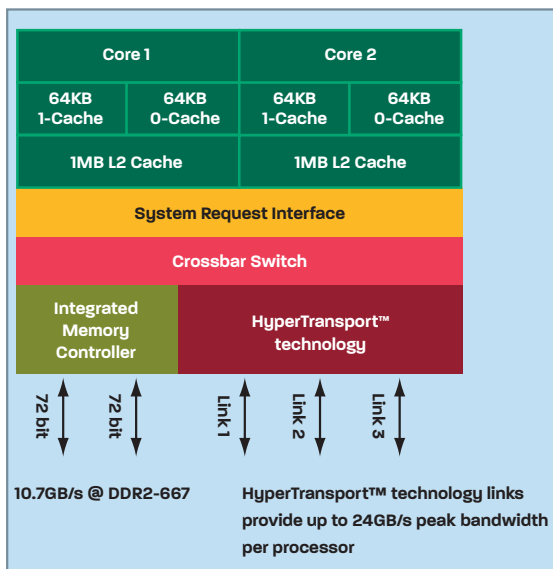 Core 1
Core 2
64KB
1-Cache
64KB
0-Cache
64KB
1-Cache
64KB
0-Cache
1MB L2 Cache
1MB L2 Cache
System Request Interface
Crossbar Switch
Integrated
Memory
Controller
HyperTransport™
technology
72 bit
72 bit
Link 1
Link 2
Link 3
10.7GB/s @ DDR2-667
HyperTransport™ technology links
provide up to 24GB/s peak bandwidth
per processor